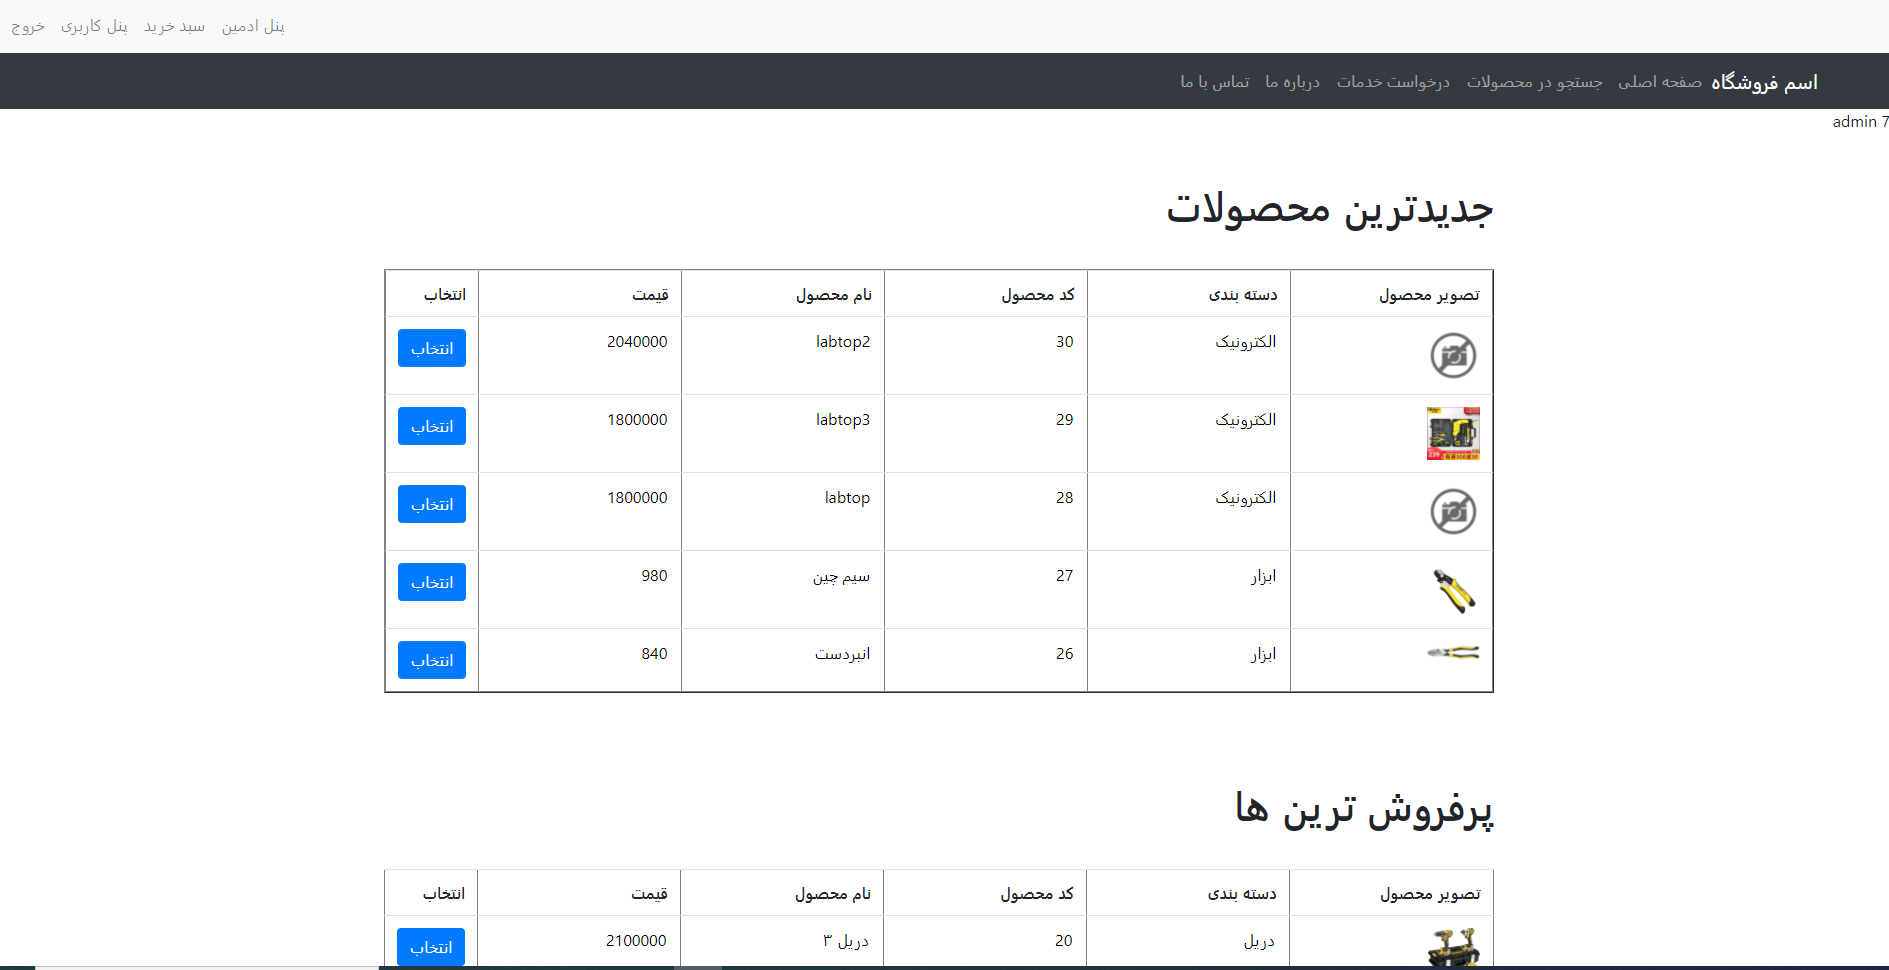 پنل ادمین سبد خرید پنل کاربری خروج
اسم فروشگاه صفحه اصلی جستجو در محصولات درخواست خدمات درباره ما تماس با ما
admin 7
جدیدترین محصولات
تصویر محصول دسته بندی کد محصول نام محصول قیمت انتخاب
الکترونیک 30 labtop2 2040000 انتخاب
الکترونیک 29 labtop3 1800000 انتخاب
239
الکترونیک 28 labtop 1800000 انتخاب
ابزار 27 سیم چین 980 انتخاب
ابزار 26 انبردست 840 انتخاب
پرفروش ترین ها
تصویر محصول دسته بندی کد محصول نام محصول قیمت انتخاب
دریل 20 دریل ۳ 2100000 انتخاب